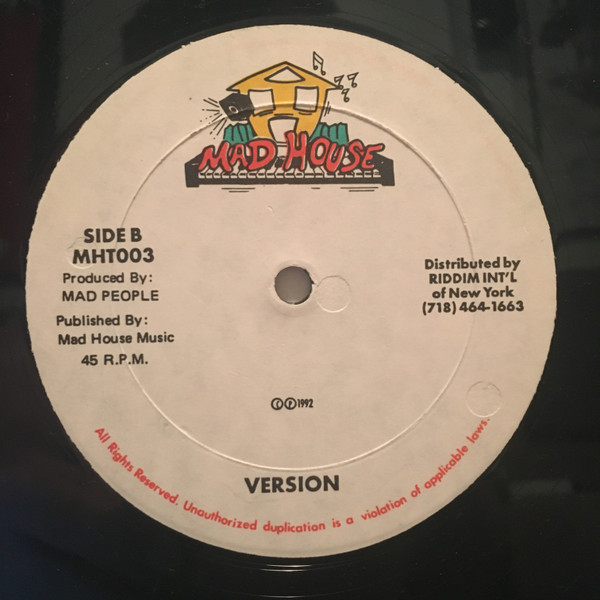 MAD HOUSE
SIDE B
MHT003
Produced By:
MAD PEOPLE
Published By:
Mad House Music
45 R.P.M.
Distributed by
RIDDIM INT'L
of New York
(718) 464-1663
©℗1992
VERSION
All Rights Reserved. Unauthorized duplication is a violation of applicable laws.